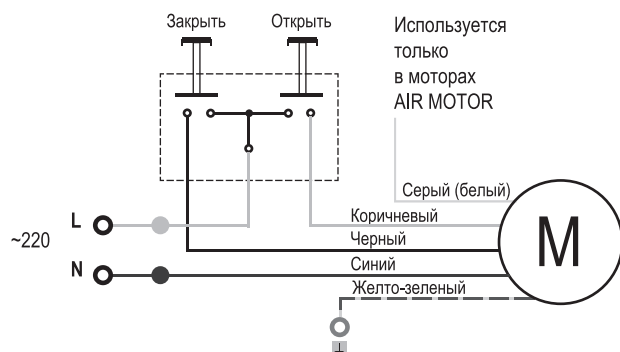 Закрыть
Открыть
Используется
только
в моторах
AIR MOTOR
Серый (белый)
L
Коричневый
~220
Черный
M
N
Синий
Желто-зеленый